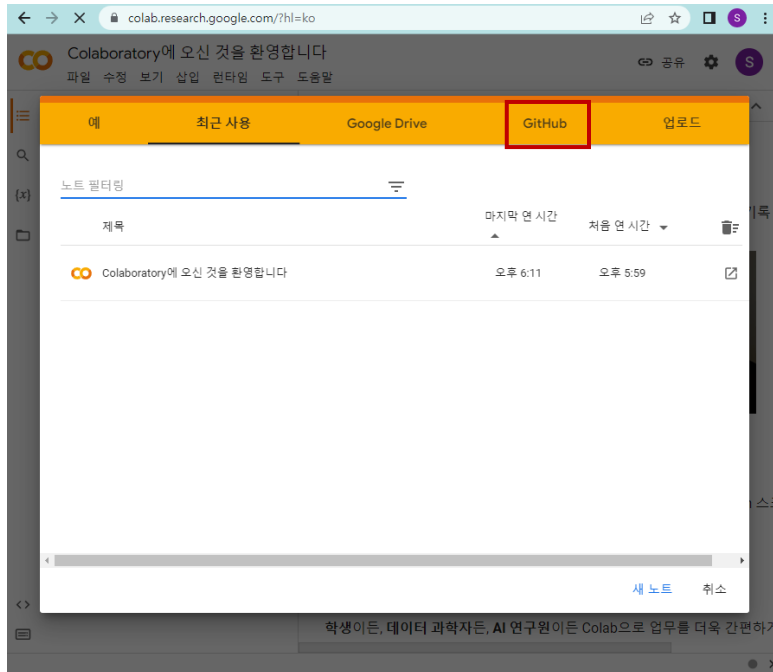 colab.research.google.com/?hl=ko
S
Colaboratory에 오신 것을 환영합니다
파일 수정 보기 삽입 런타임 도구 도움말
공유
S
예 최근 사용 Google Drive GitHub 업로드
노트 필터링
{x}
제목 마지막 연 시간 처음 연 시간
기록
Colaboratory에 오신 것을 환영합니다 오후 6:11 오후 5:59
스크
새 노트 취소
학생이든, 데이터 과학자든, AI 연구원이든 Colab으로 업무를 더욱 간편하